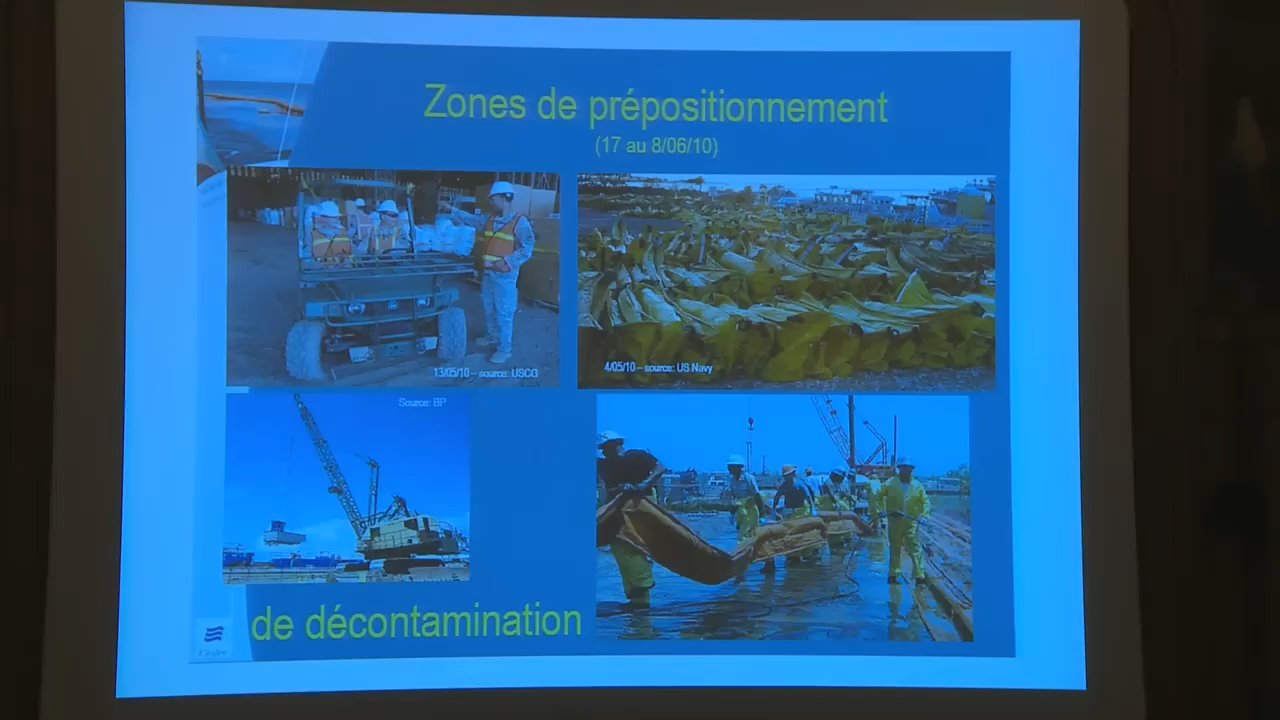 Zones de prépositionnement
(17 au 8/06/10)
13/05/10 – source: USCG
4/05/10 – source: US Navy
Source: BP
de décontamination
Cedre